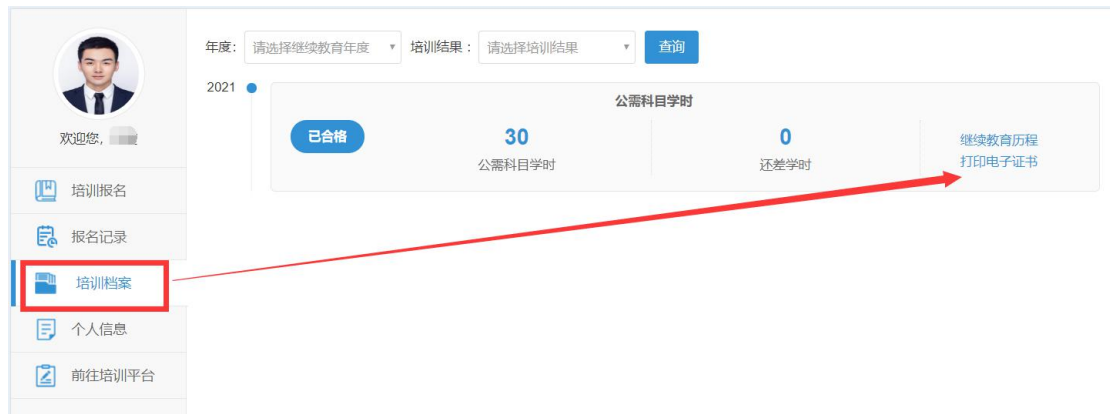 年度： 请选择继续教育年度 培训结果： 请选择培训结果 查询
欢迎您,
培训报名
报名记录
培训档案
个人信息
前往培训平台
2021
公需科目学时
已合格
30
公需科目学时
0
还差学时
继续教育历程
打印电子证书